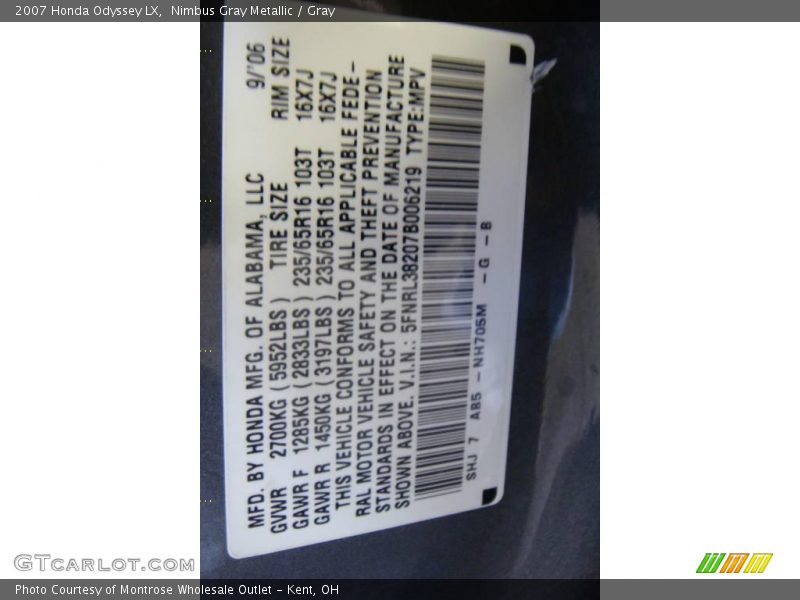 2007 Honda Odyssey LX,  Nimbus Gray Metallic / Gray
MFD. BY HONDA MFG. OF ALABAMA, LLC 9/'06
GVWR 2700KG (5952LBS) TIRE SIZE RIM SIZE
GAWR F 1285KG (2833LBS) 235/65R16 103T 16X7J
GAWR R 1450KG (3197LBS) 235/65R16 103T 16X7J
THIS VEHICLE CONFORMS TO ALL APPLICABLE FEDE-
RAL MOTOR VEHICLE SAFETY AND THEFT PREVENTION
STANDARDS IN EFFECT ON THE DATE OF MANUFACTURE
SHOWN ABOVE. V.I.N.: 5FNRL38207B006219 TYPE:MPV
SHJ 7 AB5 - NH705M - G - B
GTcarlot.com
Photo Courtesy of Montrose Wholesale Outlet - Kent, OH